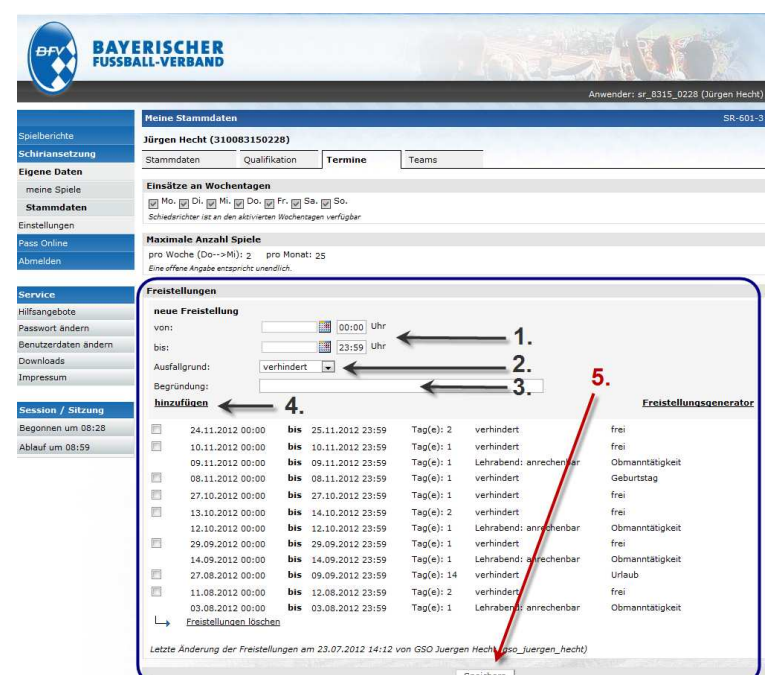 BFV
BAYERISCHER
FUSSBALL-VERBAND
Anwender: sr_8315_0228 (Jürgen Hecht)
Spielberichte
Schiriansetzung
Eigene Daten
meine Spiele
Stammdaten
Einstellungen
Pass Online
Abmelden
Service
Hilfsangebote
Passwort ändern
Benutzerdaten ändern
Downloads
Impressum
Session / Sitzung
Begonnen um 08:28
Ablauf um 08:59
Meine Stammdaten SR-601-3
Jürgen Hecht (310083150228)
Stammdaten Qualifikation Termine Teams
Einsätze an Wochentagen
Mo. Di. Mi. Do. Fr. Sa. So.
Schiedsrichter ist an den aktivierten Wochentagen verfügbar
Maximale Anzahl Spiele
pro Woche (Do-->Mi): 2 pro Monat: 25
Eine offene Angabe entspricht unendlich.
Freistellungen
neue Freistellung
von: 00:00 Uhr
1.
bis: 23:59 Uhr
Ausfallgrund: verhindert 2.
Begründung: 3.
5.
hinzufügen 4. Freistellungsgenerator
24.11.2012 00:00 bis 25.11.2012 23:59 Tag(e): 2 verhindert frei
10.11.2012 00:00 bis 10.11.2012 23:59 Tag(e): 1 verhindert frei
09.11.2012 00:00 bis 09.11.2012 23:59 Tag(e): 1 Lehrabend: anrechenbar Obmanntätigkeit
08.11.2012 00:00 bis 08.11.2012 23:59 Tag(e): 1 verhindert Geburtstag
27.10.2012 00:00 bis 27.10.2012 23:59 Tag(e): 1 verhindert frei
13.10.2012 00:00 bis 14.10.2012 23:59 Tag(e): 2 verhindert frei
12.10.2012 00:00 bis 12.10.2012 23:59 Tag(e): 1 Lehrabend: anrechenbar Obmanntätigkeit
29.09.2012 00:00 bis 29.09.2012 23:59 Tag(e): 1 verhindert frei
14.09.2012 00:00 bis 14.09.2012 23:59 Tag(e): 1 Lehrabend: anrechenbar Obmanntätigkeit
27.08.2012 00:00 bis 09.09.2012 23:59 Tag(e): 14 verhindert Urlaub
11.08.2012 00:00 bis 12.08.2012 23:59 Tag(e): 2 verhindert frei
03.08.2012 00:00 bis 03.08.2012 23:59 Tag(e): 1 Lehrabend: anrechenbar Obmanntätigkeit
Freistellungen löschen
Letzte Änderung der Freistellungen am 23.07.2012 14:12 von GSO Juergen Hecht (gso_juergen_hecht)
Speichern